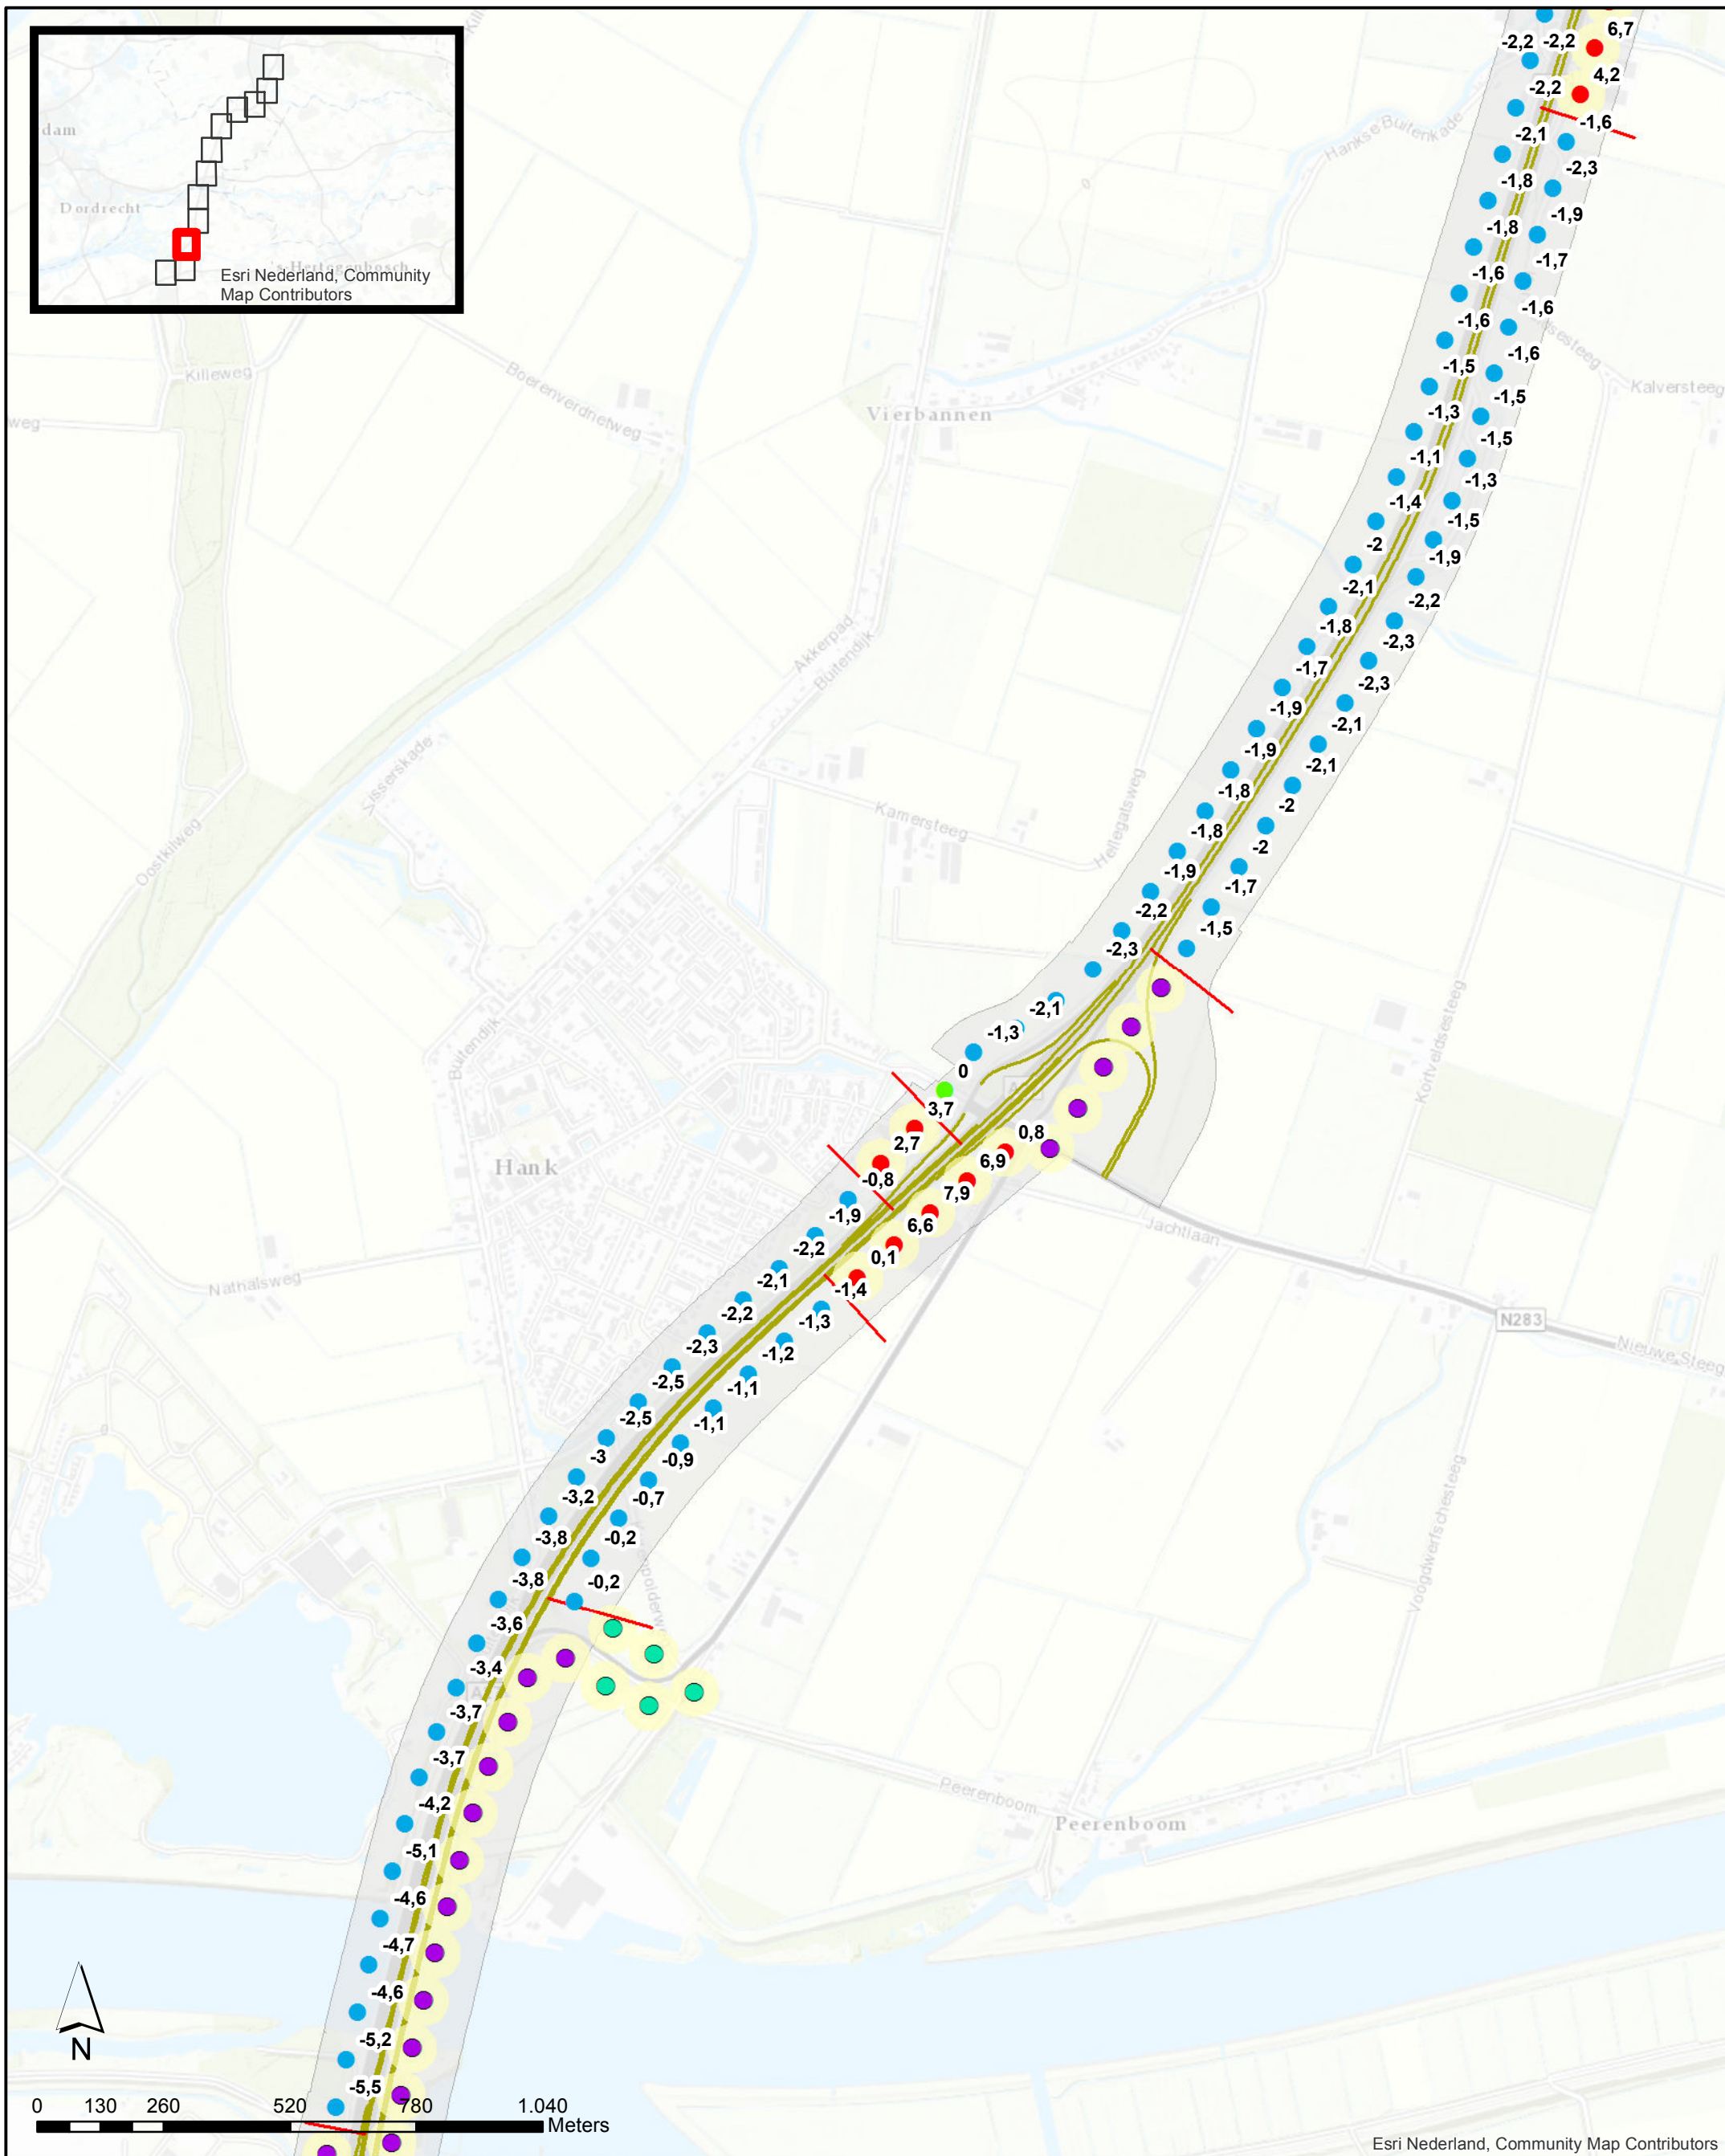 dam
Dordrecht
's-Hertogenbosch
Esri Nederland, Community
Map Contributors
6,7
-2,2
-2,2
4,2
-2,2
-1,6
-2,1
Hankse Buitenkade
-2,3
-1,8
-1,9
-1,8
-1,7
-1,6
-1,6
-1,6
-1,6
Killeweg
Boerenverdrietweg
-1,5
Kalversteeg
-1,5
-1,3
Vierbannen
weg
-1,5
-1,1
-1,3
-1,4
-1,5
-2
-1,9
-2,1
-2,2
-1,8
-2,3
Akkerpad
Buitendijk
-1,7
-2,3
-1,9
-2,1
-1,9
-2,1
Vissserskade
-1,8
-2
Kamersteeg
Hellegatsweg
-1,8
-2
Oostkilweg
-1,9
-1,7
-2,2
-1,5
-2,3
-2,1
-1,3
Buitendijk
Kortveldsesteeg
0
3,7
0,8
2,7
6,9
Hank
-0,8
7,9
-1,9
6,6
Jachtlaan
-2,2
0,1
-2,1
Nathalsweg
-1,4
-2,2
-1,3
N283
-2,3
-1,2
Nieuwe Steeg
-2,5
-1,1
-2,5
-1,1
-3
-0,9
-3,2
-0,7
-3,8
-0,2
Voogdwerfschesteeg
-3,8
-0,2
-3,6
-3,4
-3,7
-3,7
-4,2
Peerenboom
Peerenboom
-5,1
-4,6
-4,7
-4,6
N
-5,2
-5,5
0 130 260 520 780 1.040
Meters
Esri Nederland, Community Map Contributors